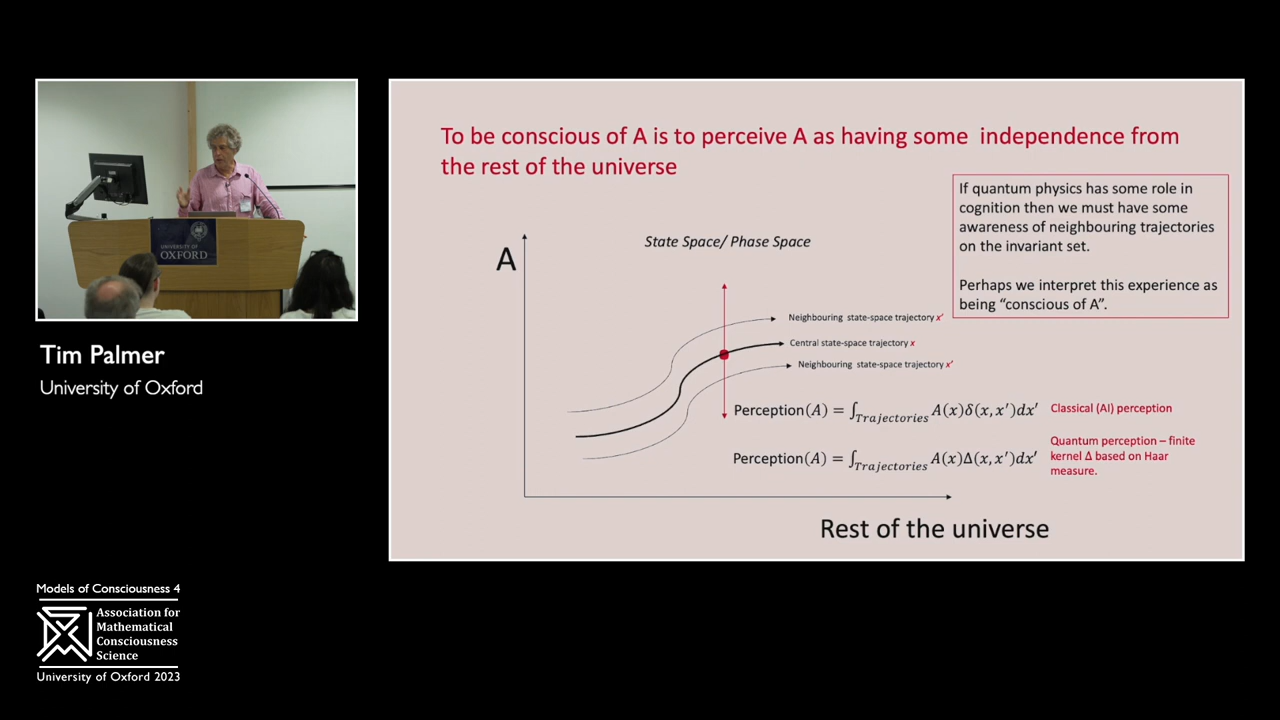 To be conscious of A is to perceive A as having some independence from
the rest of the universe
If quantum physics has some role in
cognition then we must have some
awareness of neighbouring trajectories
on the invariant set.
Perhaps we interpret this experience as
being “conscious of A”.
State Space/ Phase Space
A
Neighbouring state-space trajectory x'
Central state-space trajectory x
Neighbouring state-space trajectory x'
Perception(A) = ∫_Trajectories A(x)δ(x, x')dx'
Classical (AI) perception
Perception(A) = ∫_Trajectories A(x)Δ(x, x')dx'
Quantum perception – finite
kernel Δ based on Haar
measure.
Rest of the universe
UNIVERSITY OF
OXFORD
Tim Palmer
University of Oxford
Models of Consciousness 4
Association for
Mathematical
Consciousness
Science
University of Oxford 2023